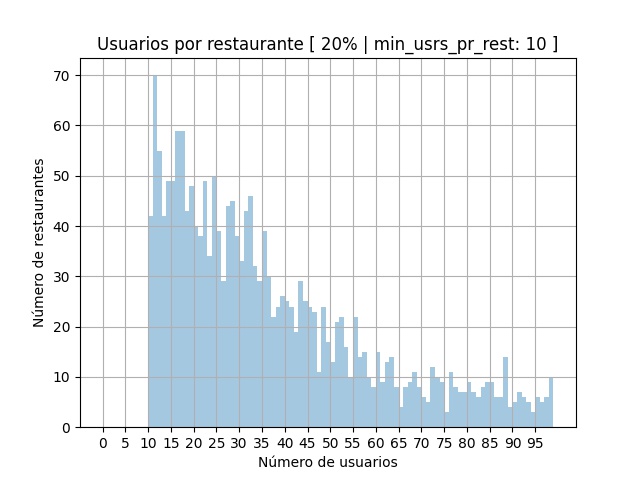 Usuarios por restaurante [ 20% | min_usrs_pr_rest: 10 ]
70
60
50
40
30
20
10
0
Número de restaurantes
0 5 10 15 20 25 30 35 40 45 50 55 60 65 70 75 80 85 90 95
Número de usuarios